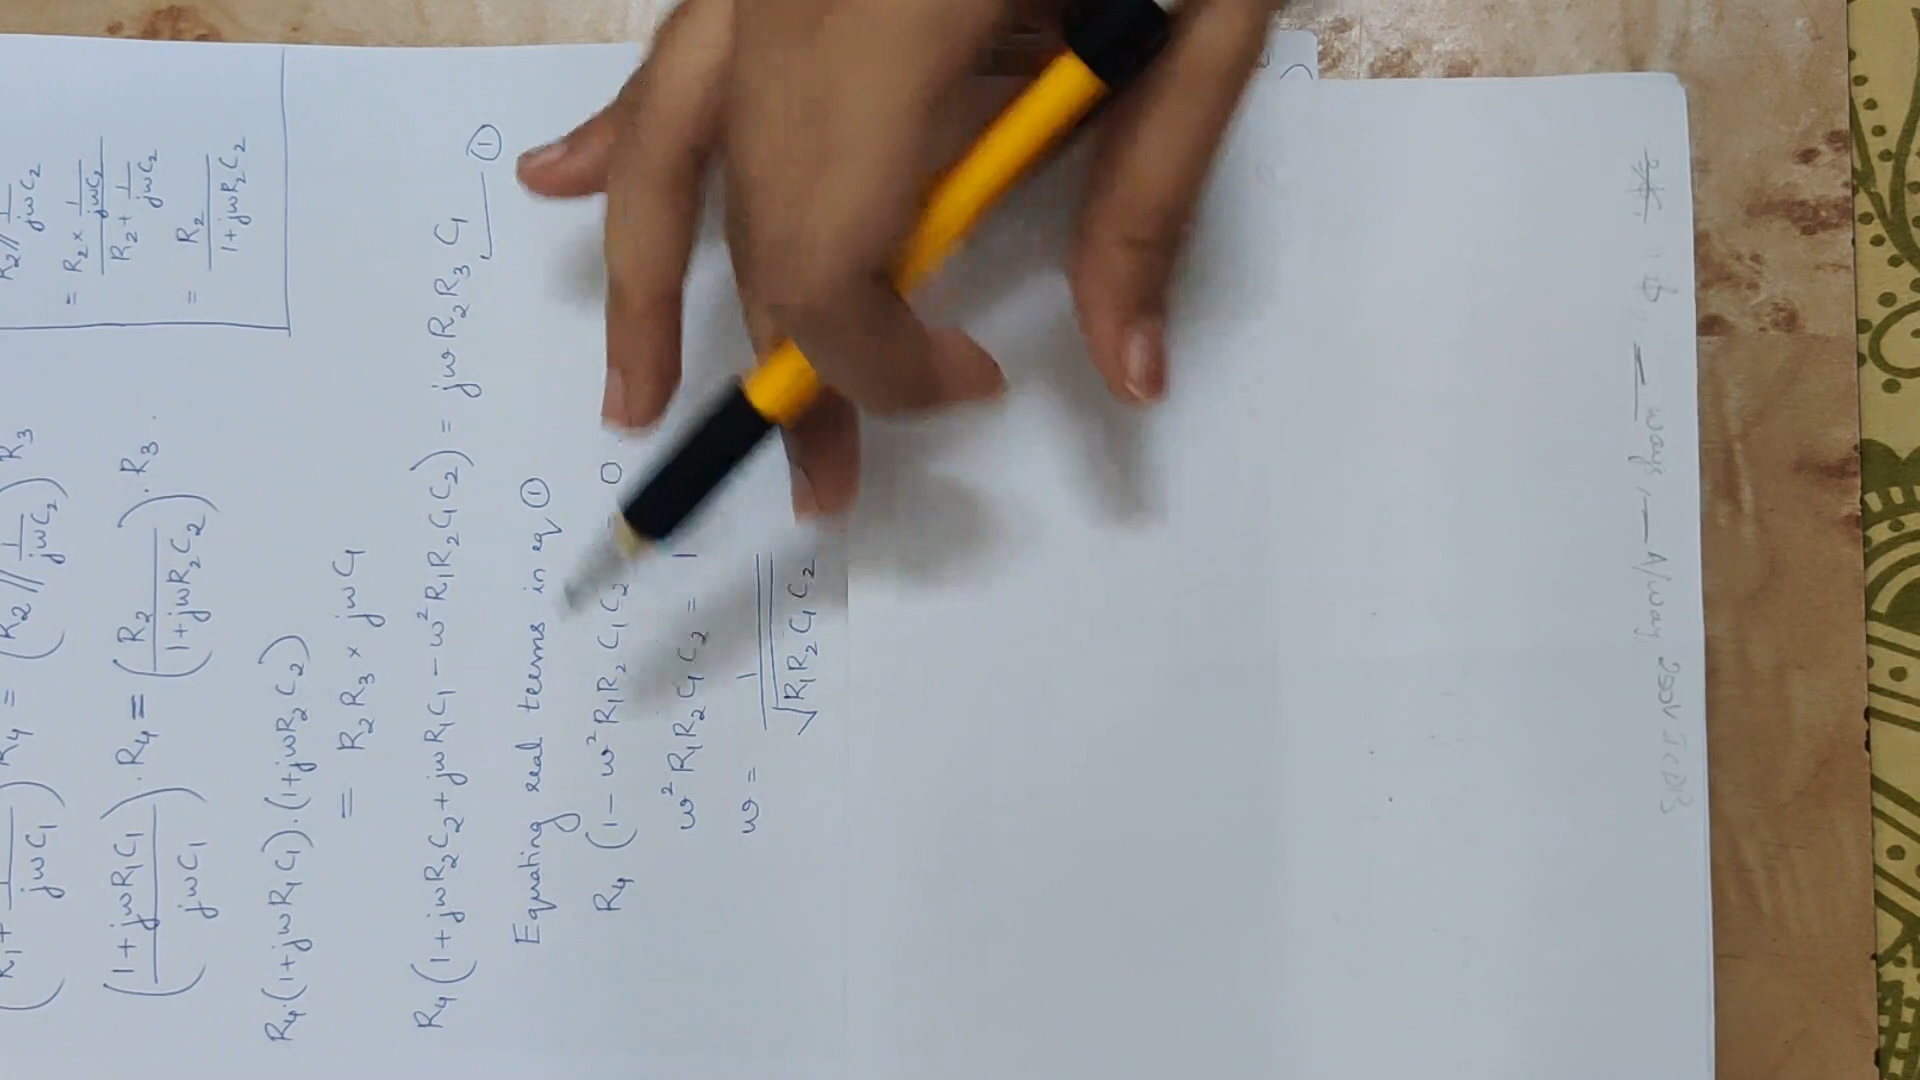 R2 // 1/jωC2
= R2 × 1/jωC2 / R2 + 1/jωC2
= R2 / 1+jωR2C2
(R1 + 1/jωC1) R4 = (R2 // 1/jωC2) R3
(1+jωR1C1 / jωC1) . R4 = (R2 / 1+jωR2C2) . R3 .
R4.(1+jωR1C1).(1+jωR2C2)
= R2R3 × jωC1
R4(1+jωR2C2+jωR1C1-ω²R1R2C1C2) = jωR2R3C1 — ①
Equating real terms in eq ①
R4 (1-ω²R1R2C1C2 0
ω²R1R2C1C2 = 1
ω = 1 / √R1R2C1C2